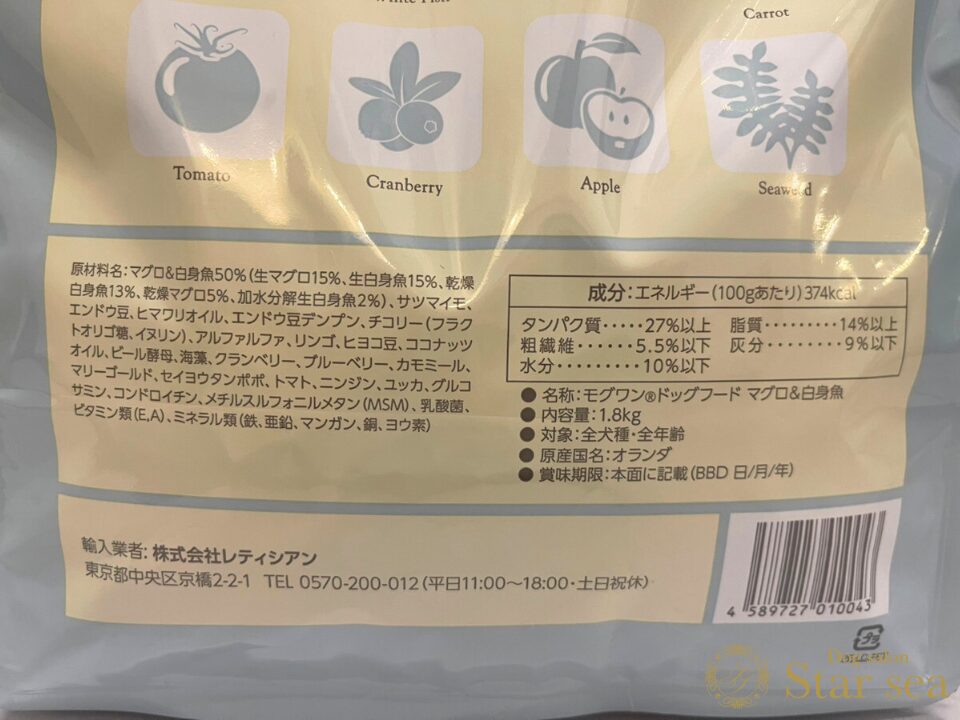 White Fish
Carrot
Tomato
Cranberry
Apple
Seaweed
原材料名：マグロ&白身魚50%（生マグロ15%、生白身魚15%、乾燥
白身魚13%、乾燥マグロ5%、加水分解生白身魚2%）、サツマイモ、
エンドウ豆、ヒマワリオイル、エンドウ豆デンプン、チコリー（フラク
トオリゴ糖、イヌリン）、アルファルファ、リンゴ、ヒヨコ豆、ココナッツ
オイル、ビール酵母、海藻、クランベリー、ブルーベリー、カモミール、
マリーゴールド、セイヨウタンポポ、トマト、ニンジン、ユッカ、グルコ
サミン、コンドロイチン、メチルスルフォニルメタン（MSM）、乳酸菌、
ビタミン類（E,A）、ミネラル類（鉄、亜鉛、マンガン、銅、ヨウ素）
成分：エネルギー（100gあたり）374kcal
タンパク質･････27%以上 脂質･････････14%以上
粗繊維･･････5.5%以下 灰分･･････････9%以下
水分･････････10%以下
●名称：モグワン®ドッグフード マグロ&白身魚
●内容量：1.8kg
●対象：全犬種・全年齢
●原産国名：オランダ
●賞味期限：本面に記載（BBD 日/月/年）
輸入業者：株式会社レティシアン
東京都中央区京橋2-2-1 TEL 0570-200-012（平日11:00～18:00・土日祝休）
4 589727 010043
プラ
Star sea